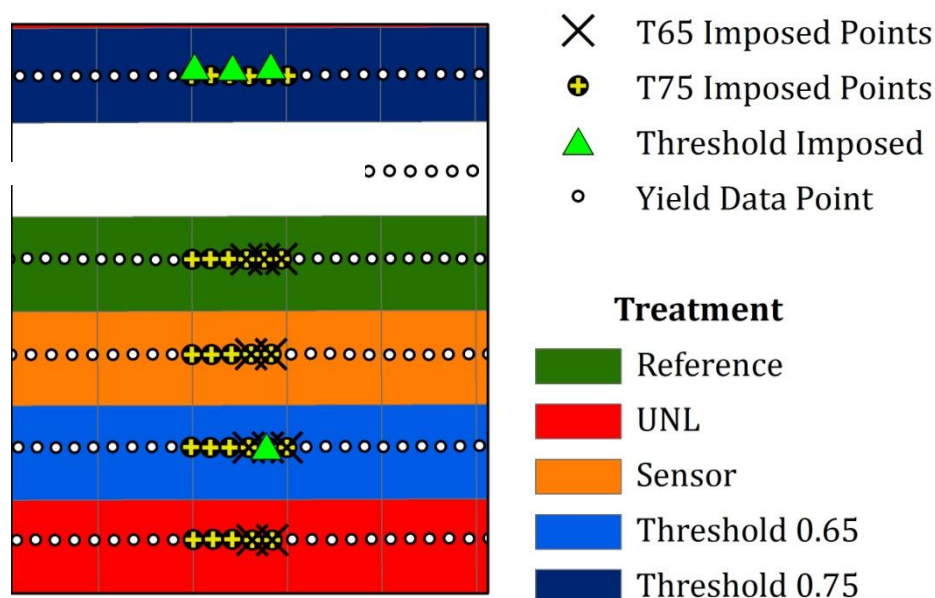 T65 Imposed Points
T75 Imposed Points
Threshold Imposed
Yield Data Point
Treatment
Reference
UNL
Sensor
Threshold 0.65
Threshold 0.75